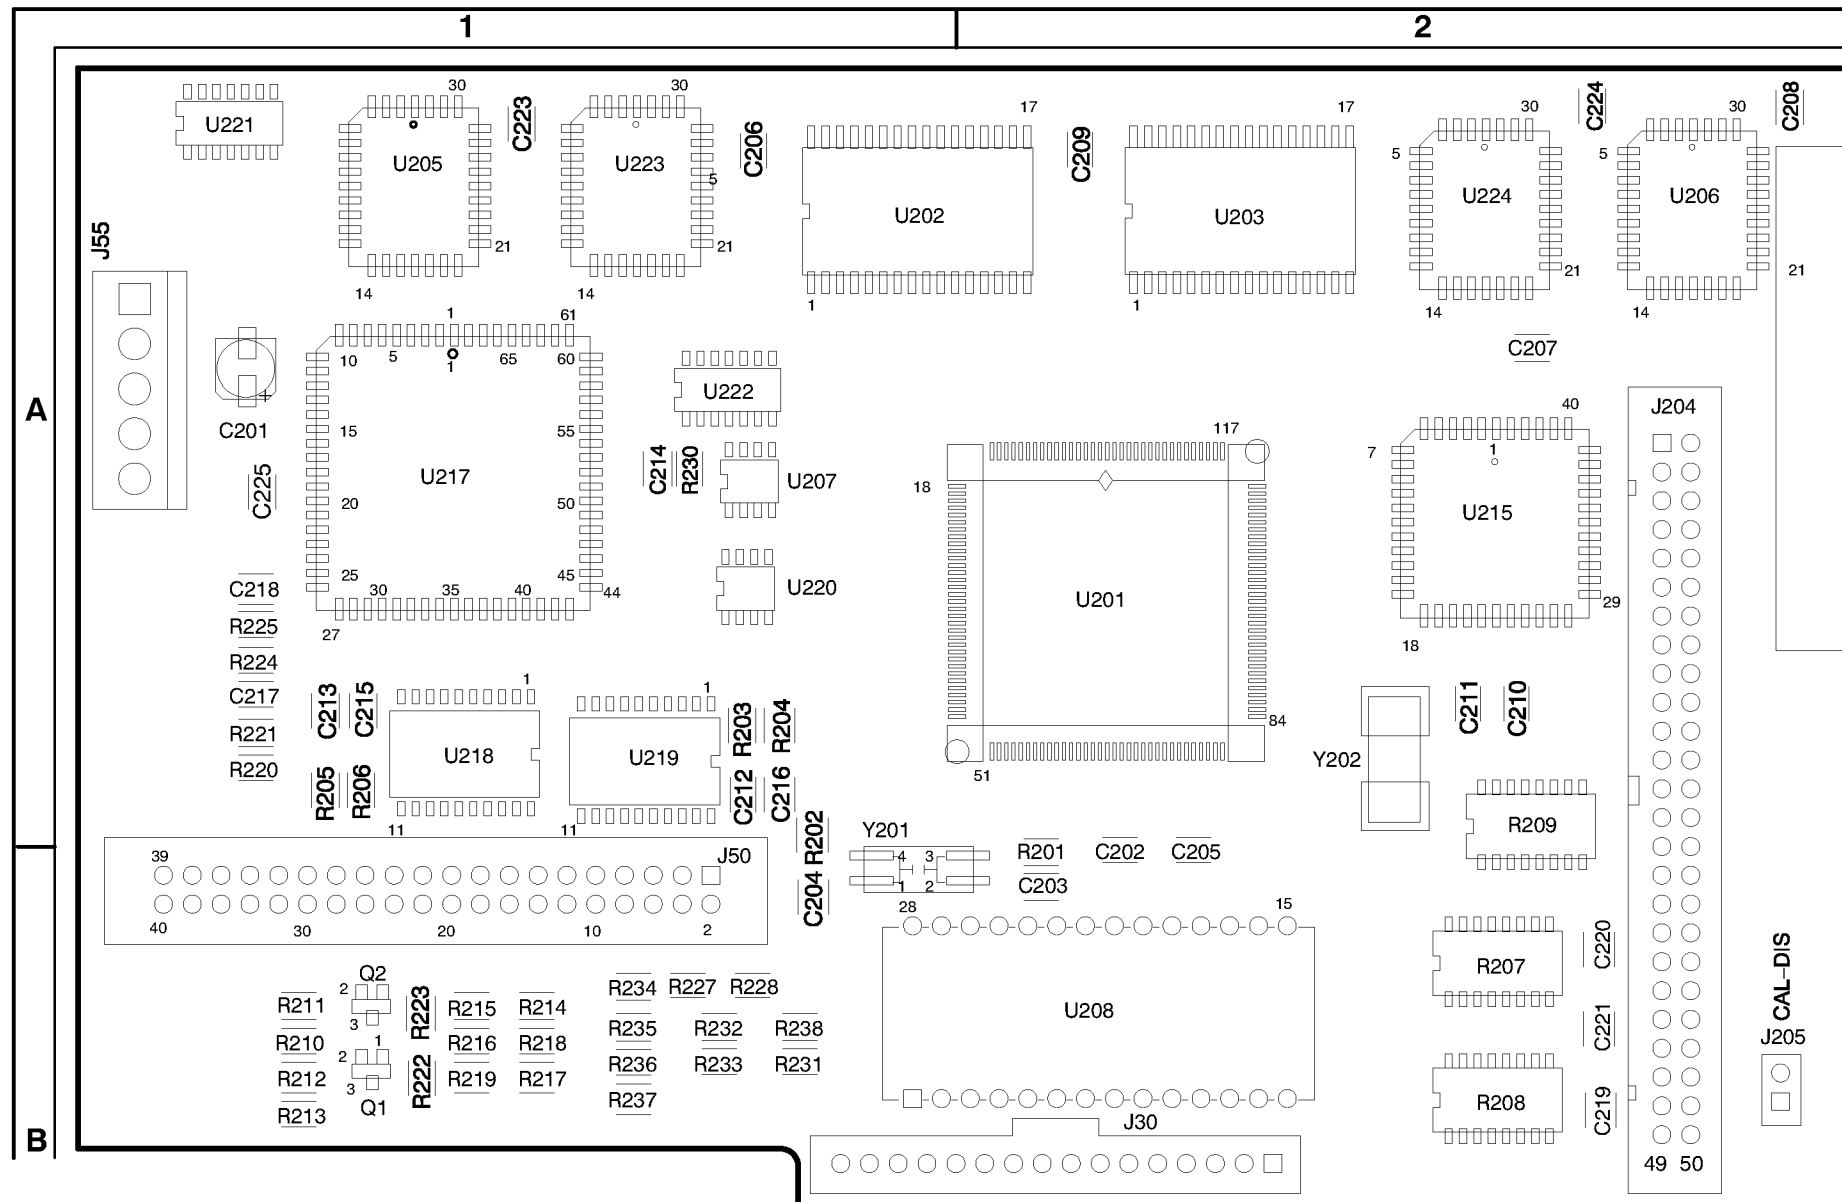 1 2
30 30 17 17 30 30
U221 C223 C206 C209 C224 C208
U205 U223 5 U202 U203 5 U224 5 U206
J55 21 21 21 21
14 14 1 1 14 14
1 61
10 5 1 65 60 C207
A C201 U222 J204
15 55 117 40
C225 U217 C214 R230 U207 18 7 1
20 50 U215
25 30 35 40 45 44 U220 U201 29
C218
R225 27 18
R224
C217 C213 C215 1 1 R203 R204 84 C211 C210
R221 U218 U219 51 Y202
R220 R205 R206 C212 C216
11 11 R202 Y201 R209
39 J50 4 3 R201 C202 C205
1 2 C203
40 30 20 10 2 C204 28 15
Q2 R234 R227 R228 R207 C220
R211 2 3 R223 R215 R214 CAL-DIS
R235 R232 R238 U208 C221
R210 1 R216 R218 J205
2 R236 R233 R231
R212 3 R222 R219 R217
R213 Q1 R237 R208 C219
B J30
49 50